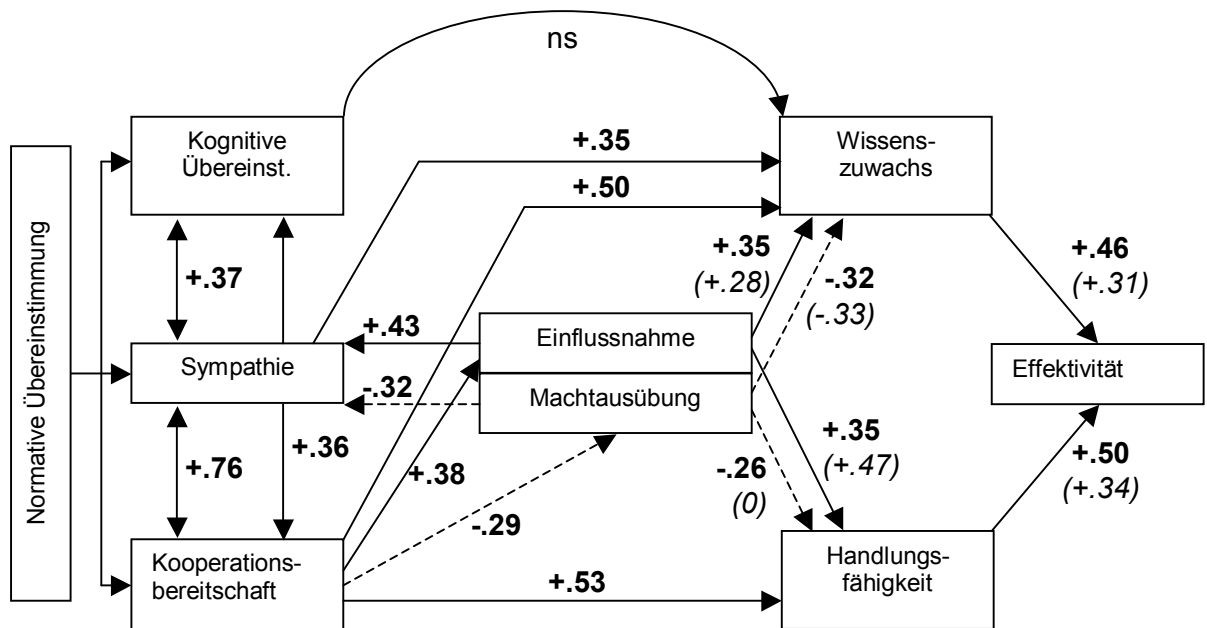 ns
Normative Übereinstimmung
Kognitive
Übereinst.
Wissens-
zuwachs
+.35
+.50
+.37
+.35
(+.28)
-.32
(-.33)
+.46
(+.31)
+.43
Einflussnahme
Sympathie
Effektivität
-.32
Machtausübung
+.76
+.36
+.38
+.35
(+.47)
-.26
(0)
+.50
(+.34)
-.29
Kooperations-
bereitschaft
+.53
Handlungs-
fähigkeit